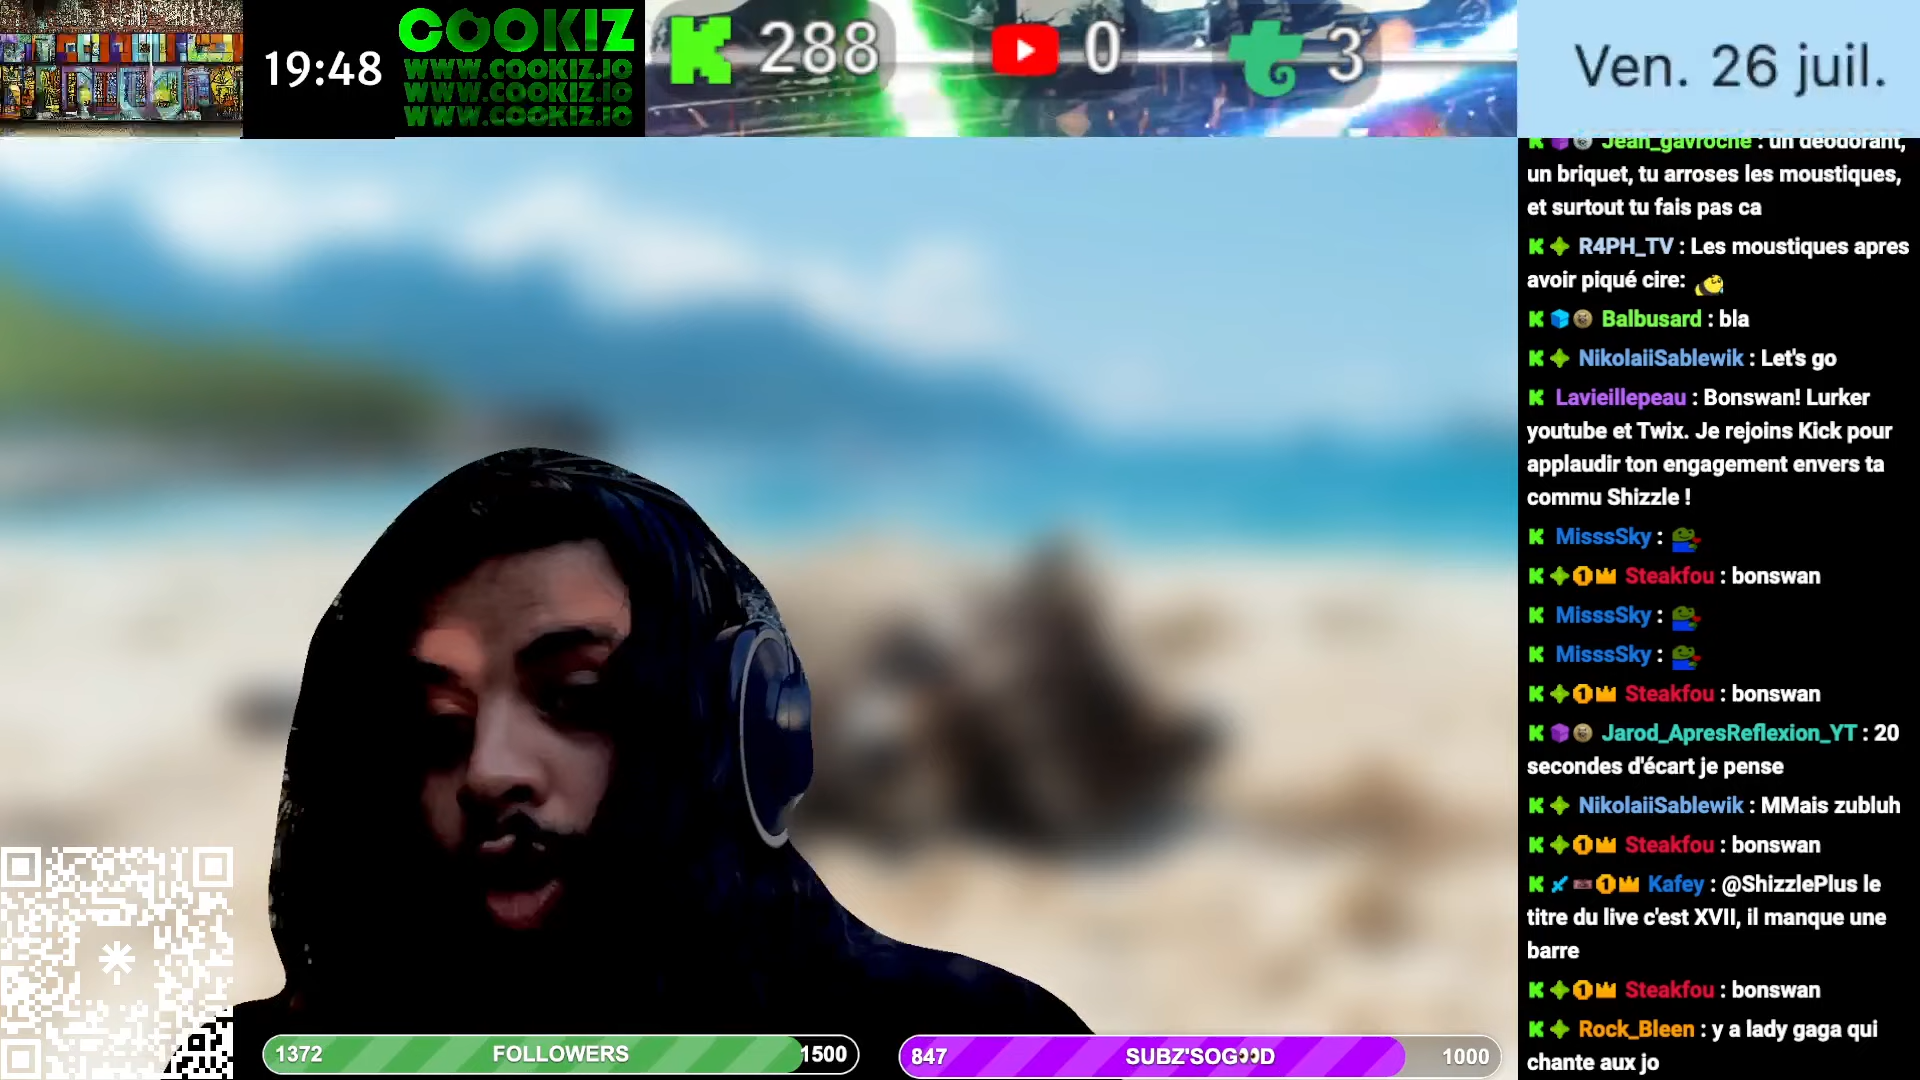 19:48
COOKIZ
WWW.COOKIZ.IO
WWW.COOKIZ.IO
WWW.COOKIZ.IO
288
0
3
Ven. 26 juil.
Jean_gavroche : un déodorant,
un briquet, tu arroses les moustiques,
et surtout tu fais pas ca
R4PH_TV : Les moustiques apres
avoir piqué cire:
Balbusard : bla
NikolaiiSablewik : Let's go
Lavieillepeau : Bonswan! Lurker
youtube et Twix. Je rejoins Kick pour
applaudir ton engagement envers ta
commu Shizzle !
MisssSky :
Steakfou : bonswan
MisssSky :
MisssSky :
Steakfou : bonswan
Jarod_ApresReflexion_YT : 20
secondes d'écart je pense
NikolaiiSablewik : MMais zubluh
Steakfou : bonswan
Kafey : @ShizzlePlus le
titre du live c'est XVII, il manque une
barre
Steakfou : bonswan
Rock_Bleen : y a lady gaga qui
chante aux jo
1372 FOLLOWERS 1500
847 SUBZ'SOG👀D 1000